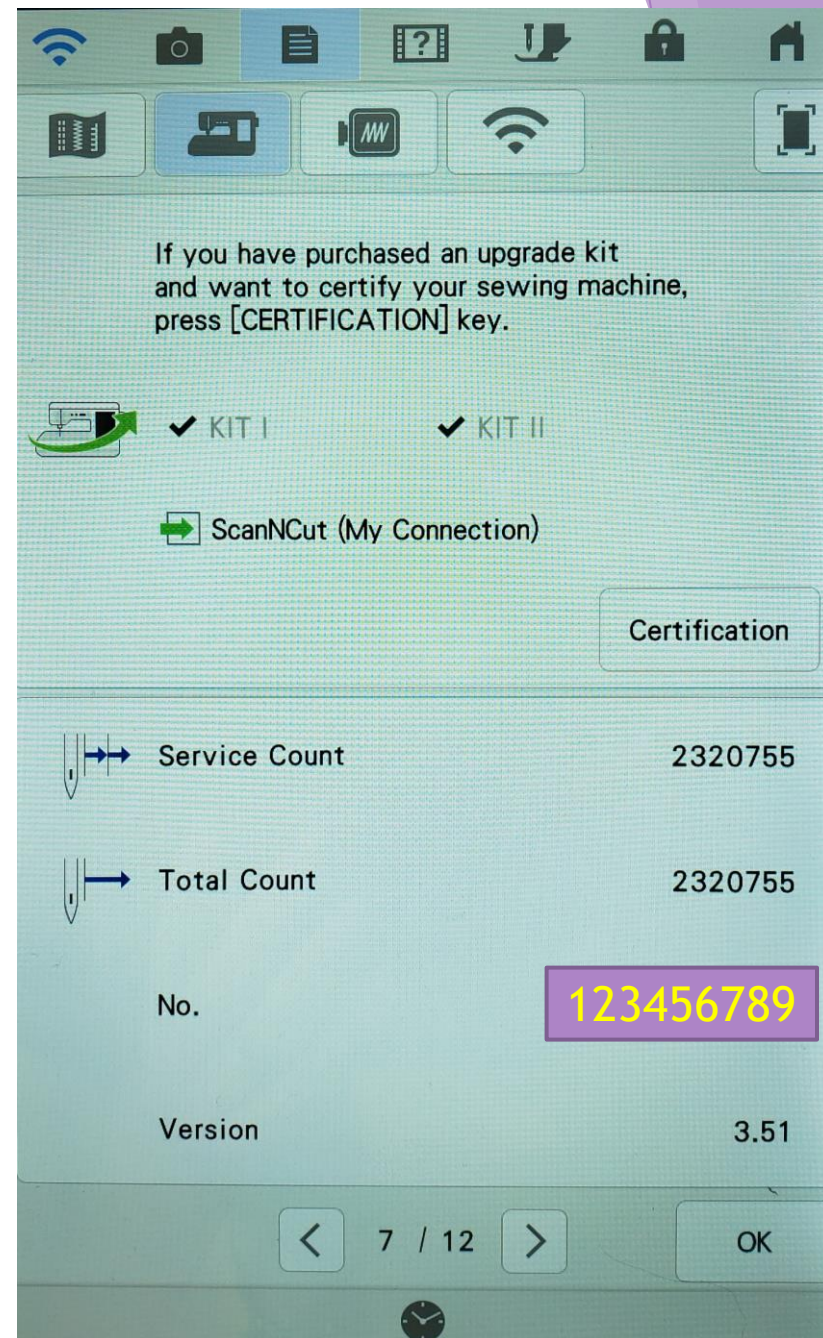 If you have purchased an upgrade kit
and want to certify your sewing machine,
press [CERTIFICATION] key.
KIT I KIT II
ScanNCut (My Connection)
Certification
Service Count 2320755
Total Count 2320755
No. 123456789
Version 3.51
7 / 12
OK